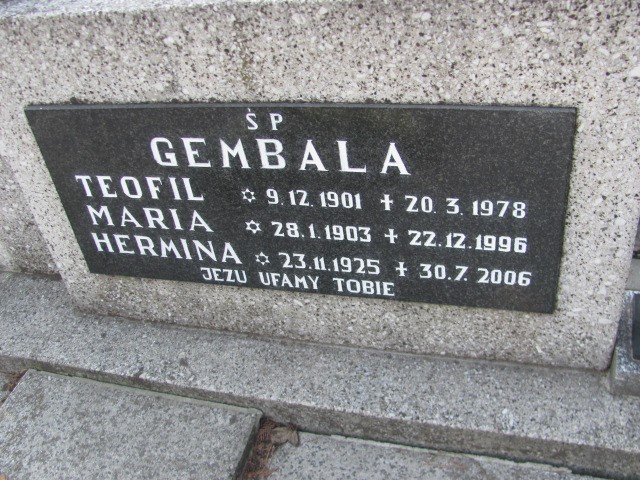 ŚP
GEMBALA
TEOFIL ✡ 9.12.1901 ✝ 20.3.1978
MARIA ✡ 28.1.1903 ✝ 22.12.1996
HERMINA ✡ 23.11.1925 ✝ 30.7.2006
JEZU UFAMY TOBIE